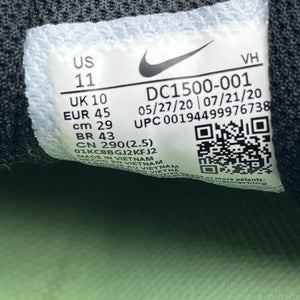 US
11
UK 10
EUR 45
cm 29
BR 43
CN 290(2.5)
VH
DC1500-001
05/27/20 07/21/20
UPC 00194499976738
MADE IN VIETNAM